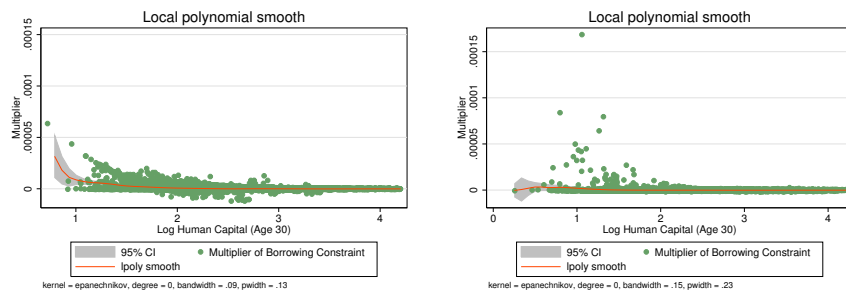 Local polynomial smooth
.00015
.0001
.00005
0
Multiplier
1 2 3 4
Log Human Capital (Age 30)
95% CI Multiplier of Borrowing Constraint
lpoly smooth
kernel = epanechnikov, degree = 0, bandwidth = .09, pwidth = .13
Local polynomial smooth
.00015
.0001
.00005
0
Multiplier
0 1 2 3 4
Log Human Capital (Age 30)
95% CI Multiplier of Borrowing Constraint
lpoly smooth
kernel = epanechnikov, degree = 0, bandwidth = .15, pwidth = .23